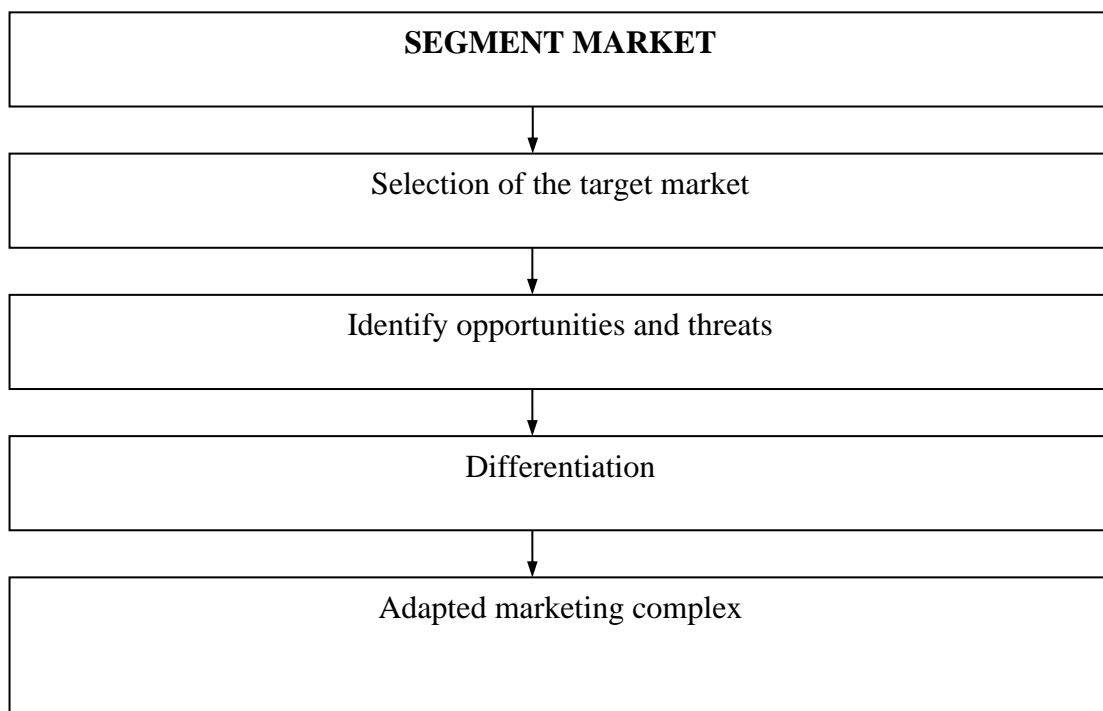 SEGMENT MARKET
Selection of the target market
Identify opportunities and threats
Differentiation
Adapted marketing complex